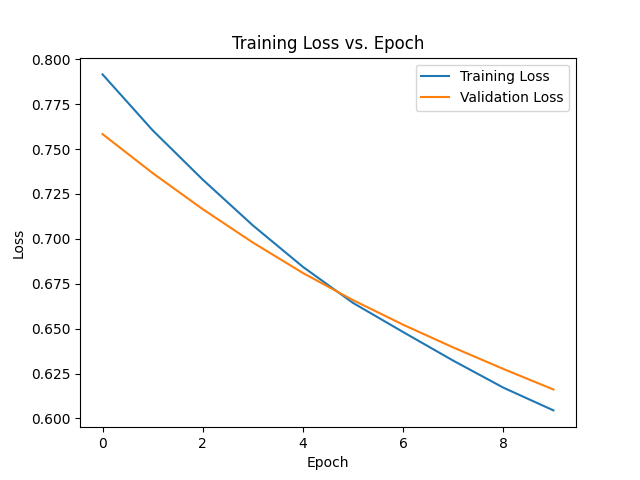 Training Loss vs. Epoch
Training Loss
Validation Loss
0.800
0.775
0.750
0.725
0.700
0.675
0.650
0.625
0.600
Loss
0 2 4 6 8
Epoch